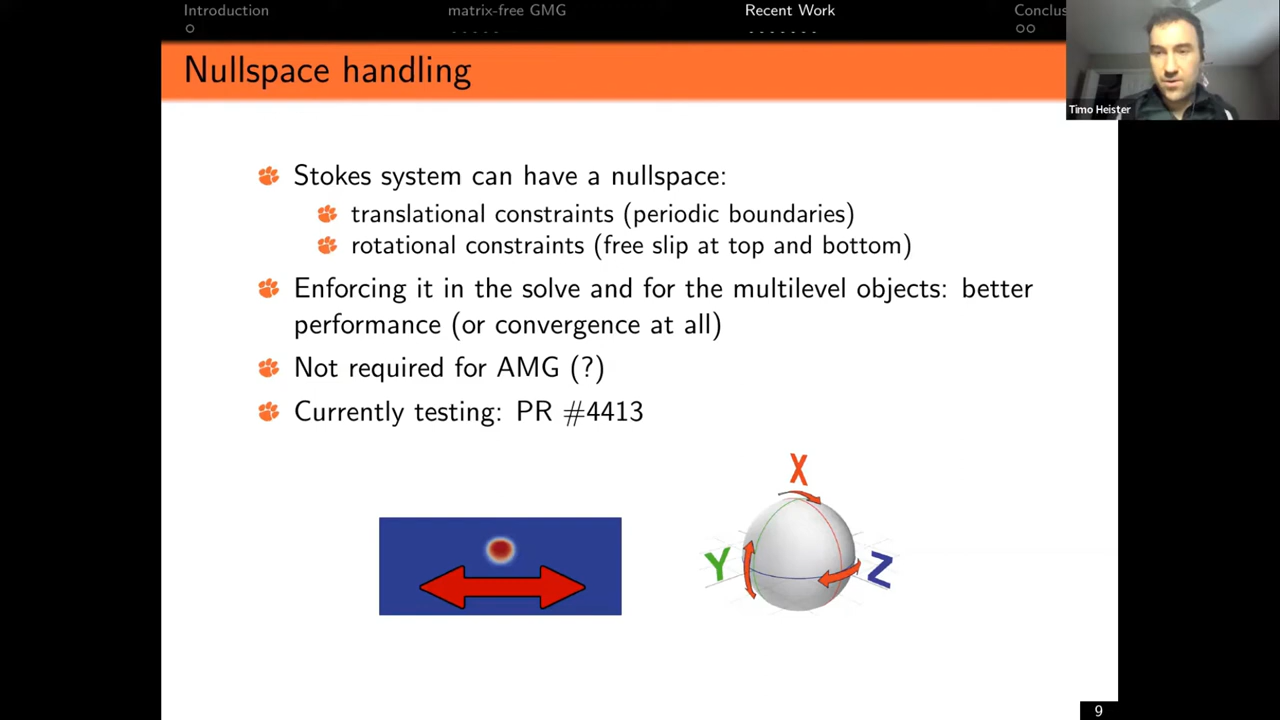 Introduction
matrix-free GMG
Recent Work
Nullspace handling
Timo Heister
Stokes system can have a nullspace:
translational constraints (periodic boundaries)
rotational constraints (free slip at top and bottom)
Enforcing it in the solve and for the multilevel objects: better
performance (or convergence at all)
Not required for AMG (?)
Currently testing: PR #4413
X
Y
Z
9